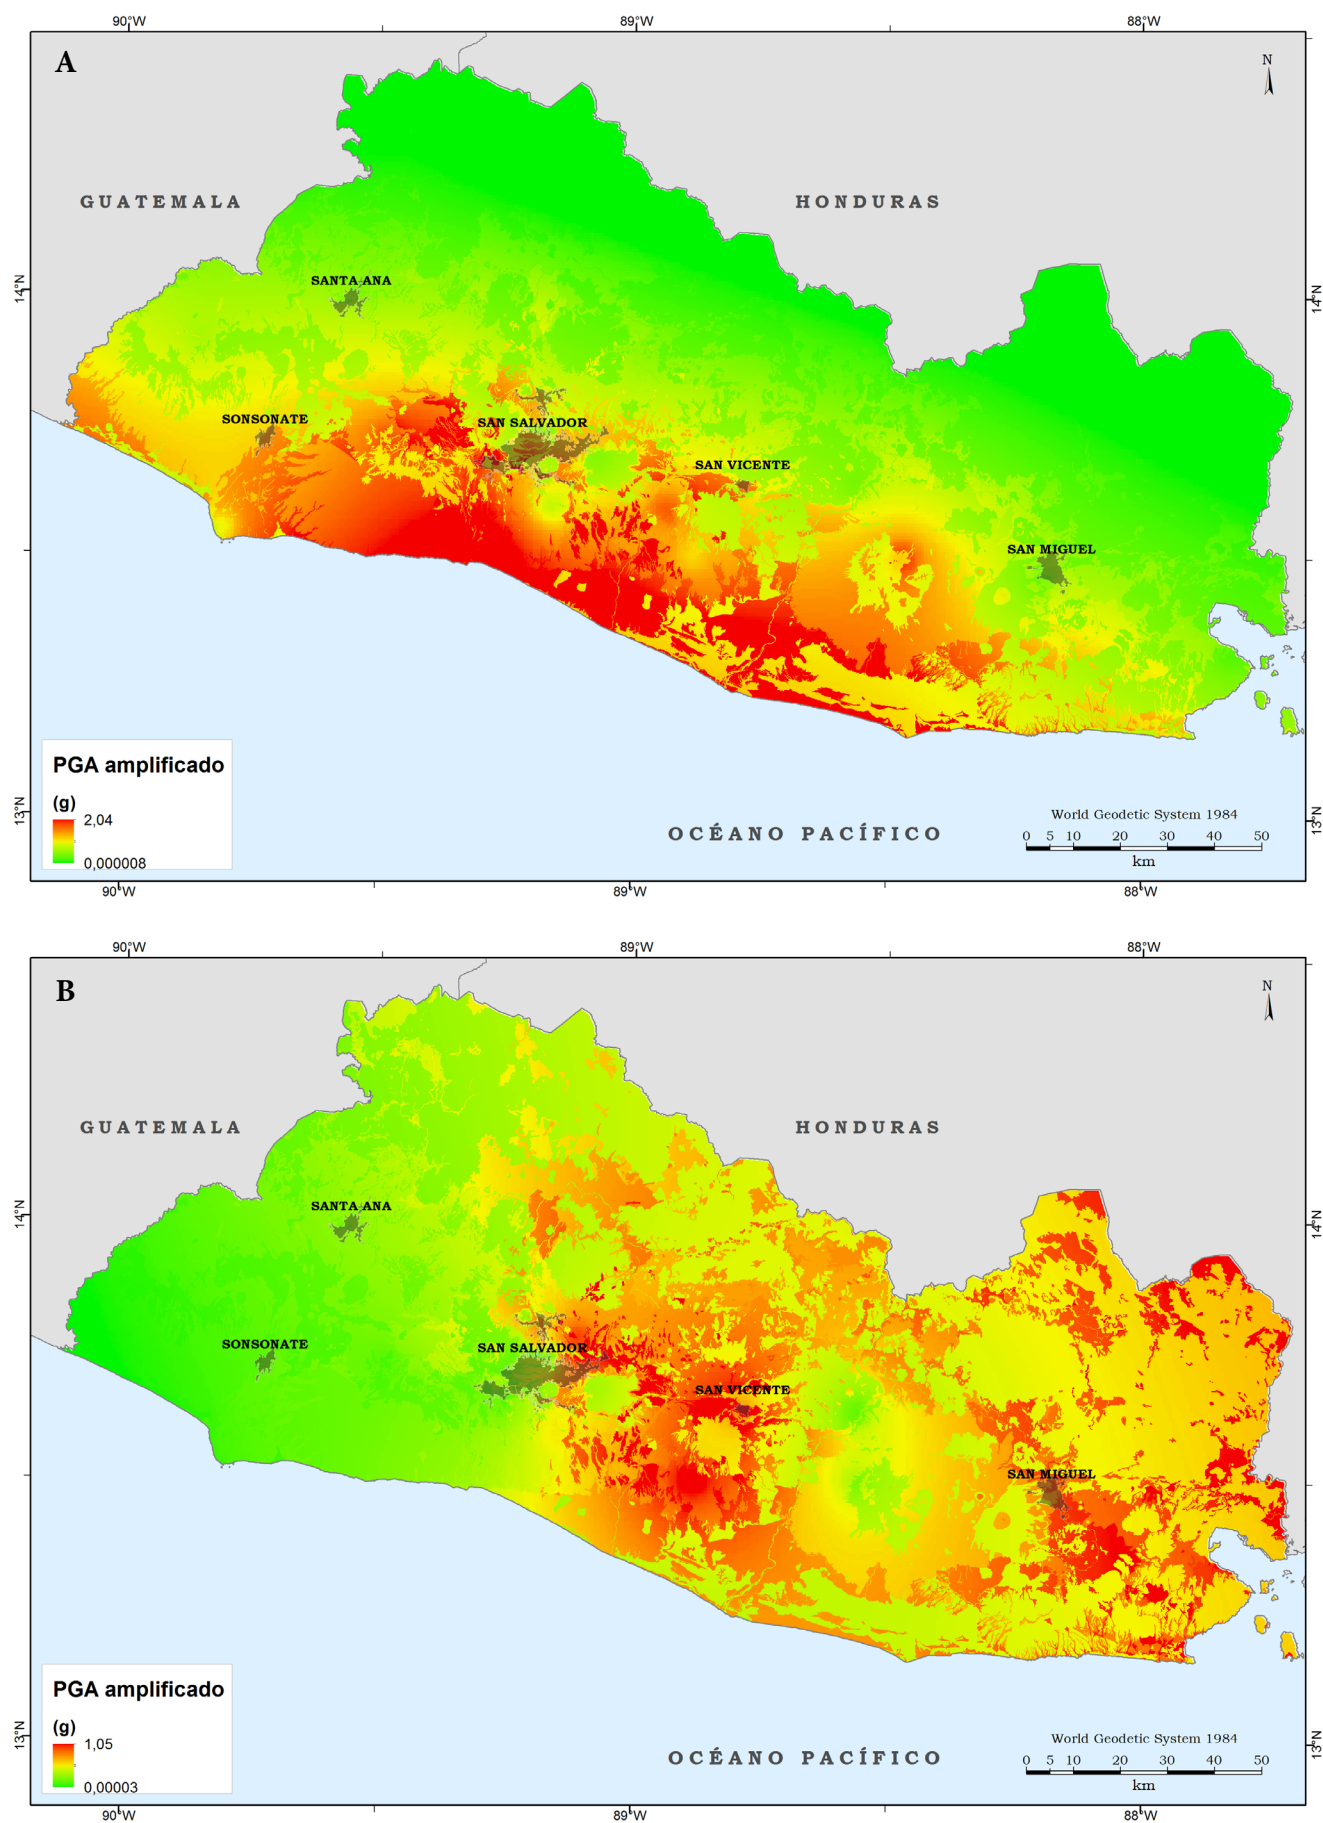 90°W 89°W 88°W
A
N
GUATEMALA HONDURAS
SANTA ANA
14°N 14°N
SONSONATE
SAN SALVADOR
SAN VICENTE
SAN MIGUEL
PGA amplificado
(g)
2,04
0,000008
World Geodetic System 1984
0 5 10 20 30 40 50
km
OCÉANO PACÍFICO
13°N 13°N
90°W 89°W 88°W
90°W 89°W 88°W
B
N
GUATEMALA HONDURAS
SANTA ANA
14°N 14°N
SONSONATE
SAN SALVADOR
SAN VICENTE
SAN MIGUEL
PGA amplificado
(g)
1,05
0,00003
World Geodetic System 1984
0 5 10 20 30 40 50
km
OCÉANO PACÍFICO
13°N 13°N
90°W 89°W 88°W